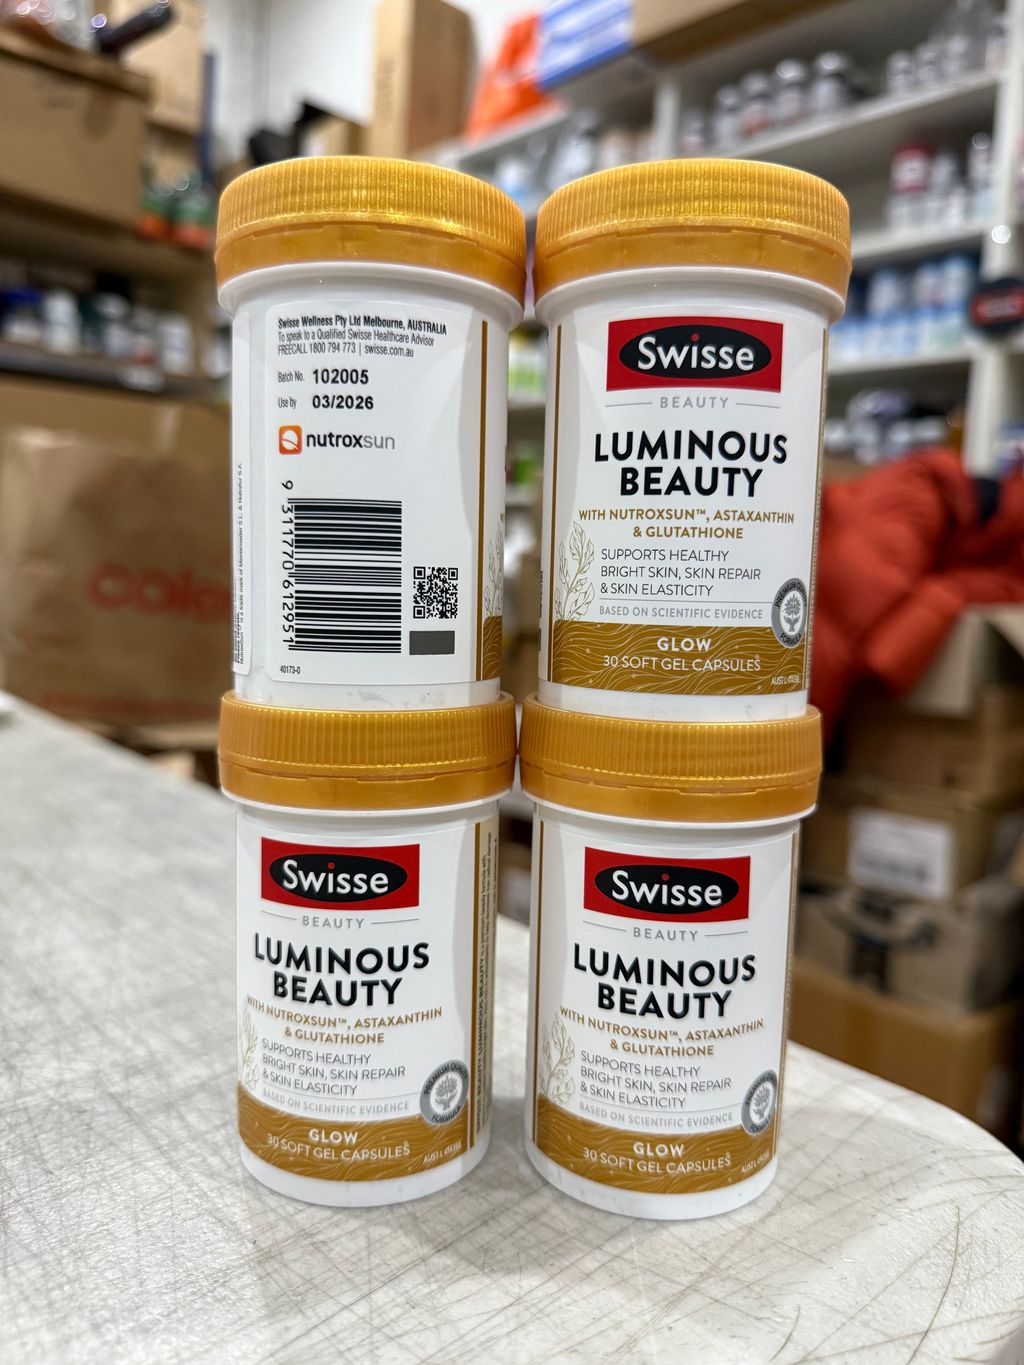 Swisse Wellness Pty Ltd Melbourne, AUSTRALIA
To speak to a Qualified Swisse Healthcare Advisor
FREECALL 1800 794 773 | swisse.com.au
Batch No. 102005
Use by 03/2026
nutroxsun
9 311770 612951
40173-0
Swisse
BEAUTY
LUMINOUS
BEAUTY
WITH NUTROXSUN™, ASTAXANTHIN
& GLUTATHIONE
SUPPORTS HEALTHY
BRIGHT SKIN, SKIN REPAIR
& SKIN ELASTICITY
BASED ON SCIENTIFIC EVIDENCE
GLOW
30 SOFT GEL CAPSULES
Swisse
BEAUTY
LUMINOUS
BEAUTY
WITH NUTROXSUN™, ASTAXANTHIN
& GLUTATHIONE
SUPPORTS HEALTHY
BRIGHT SKIN, SKIN REPAIR
& SKIN ELASTICITY
BASED ON SCIENTIFIC EVIDENCE
GLOW
30 SOFT GEL CAPSULES
Swisse
BEAUTY
LUMINOUS
BEAUTY
WITH NUTROXSUN™, ASTAXANTHIN
& GLUTATHIONE
SUPPORTS HEALTHY
BRIGHT SKIN, SKIN REPAIR
& SKIN ELASTICITY
BASED ON SCIENTIFIC EVIDENCE
GLOW
30 SOFT GEL CAPSULES